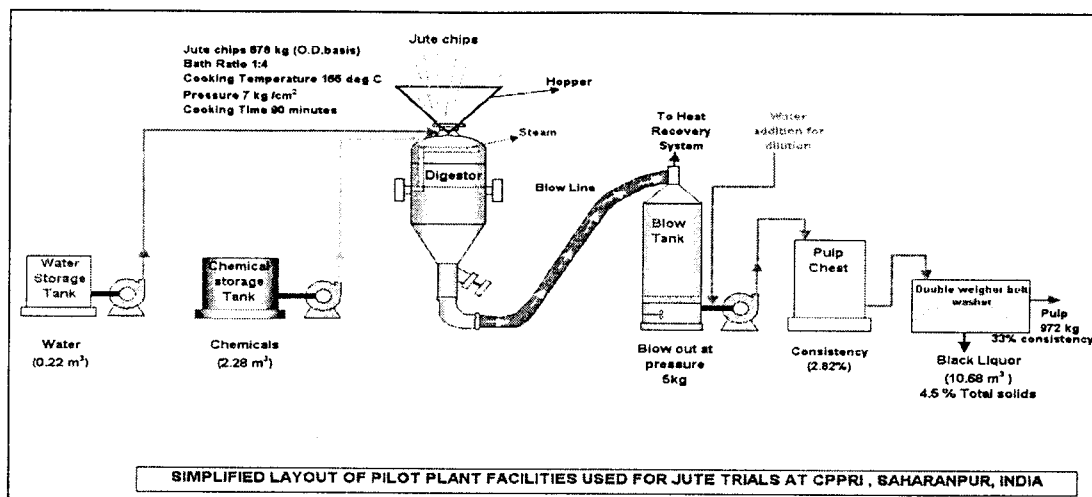 Jute chips
Jute chips 678 kg (O.D.basis)
Bath Ratio 1:4
Cooking Temperature 165 deg C
Pressure 7 kg /cm²
Cooking Time 90 minutes
Hopper
Steam
Digestor
Blow Line
To Heat
Recovery
System
Water
addition for
dilution
Blow
Tank
Pulp
Chest
Water
Storage
Tank
Chemical
storage
Tank
Double weigher belt
washer
Pulp
972 kg
33% consistency
Water
(0.22 m³)
Chemicals
(2.28 m³)
Blow out at
pressure
5kg
Consistency
(2.82%)
Black Liquor
(10.68 m³ )
4.5 % Total solids
SIMPLIFIED LAYOUT OF PILOT PLANT FACILITIES USED FOR JUTE TRIALS AT CPPRI , SAHARANPUR, INDIA